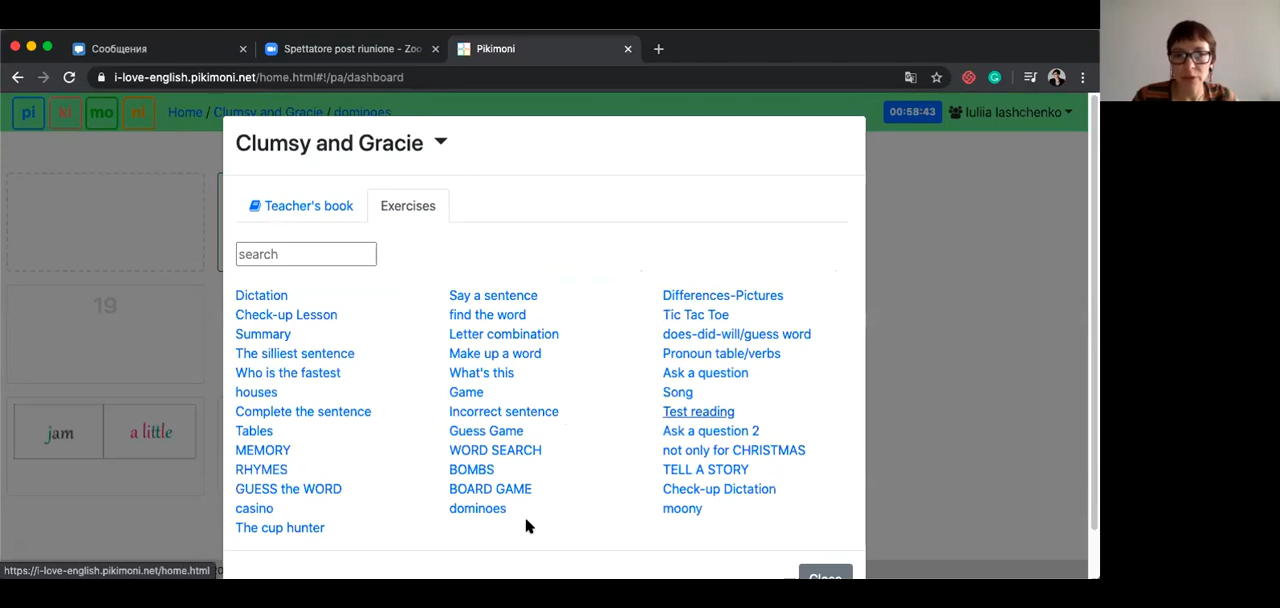 Сообщения
Spettatore post riunione - Zoo
Pikimoni
i-love-english.pikimoni.net/home.html#!/pa/dashboard
pi ki mo ni
Home / Clumsy and Gracie / dominoes
00:58:43
Iuliia Iashchenko
Clumsy and Gracie
Teacher's book
Exercises
search
Dictation
Say a sentence
Differences-Pictures
Check-up Lesson
find the word
Tic Tac Toe
Summary
Letter combination
does-did-will/guess word
The silliest sentence
Make up a word
Pronoun table/verbs
Who is the fastest
What's this
Ask a question
houses
Game
Song
Complete the sentence
Incorrect sentence
Test reading
Tables
Guess Game
Ask a question 2
MEMORY
WORD SEARCH
not only for CHRISTMAS
RHYMES
BOMBS
TELL A STORY
GUESS the WORD
BOARD GAME
Check-up Dictation
casino
dominoes
moony
The cup hunter
19
jam
a little
Close
https://i-love-english.pikimoni.net/home.html